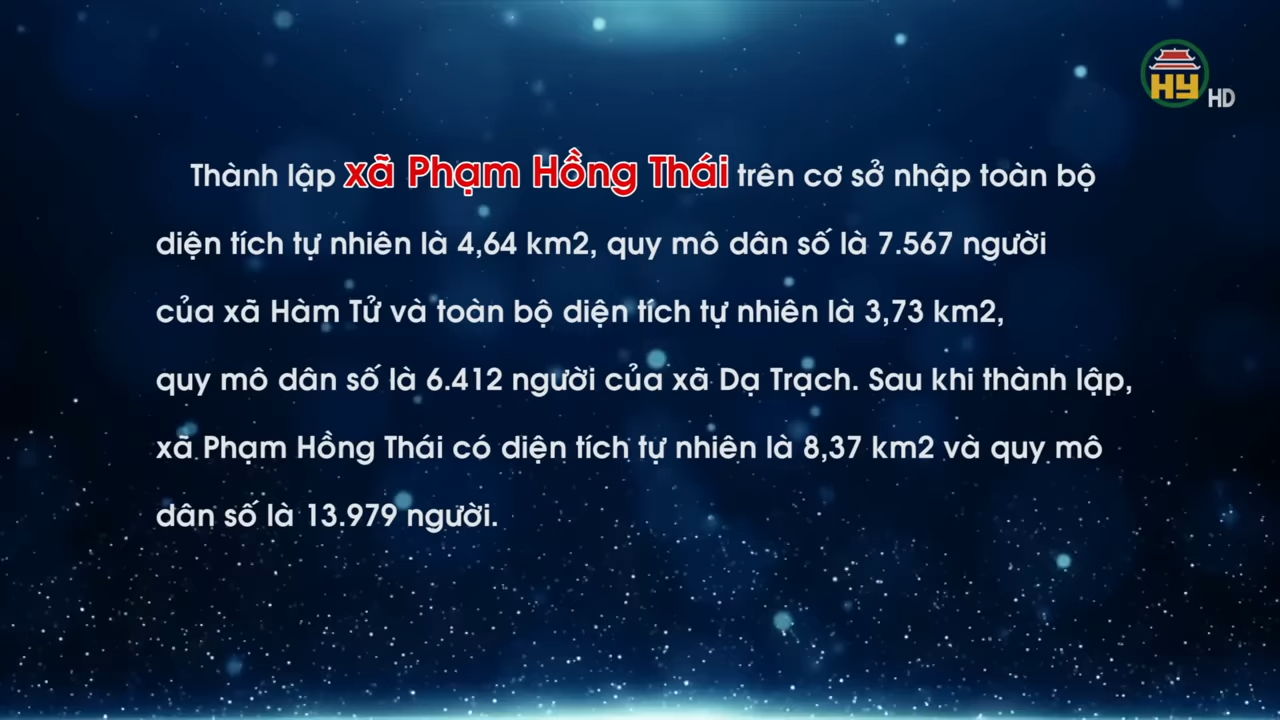 HY HD
Thành lập xã Phạm Hồng Thái trên cơ sở nhập toàn bộ
diện tích tự nhiên là 4,64 km2, quy mô dân số là 7.567 người
của xã Hàm Tử và toàn bộ diện tích tự nhiên là 3,73 km2,
quy mô dân số là 6.412 người của xã Dạ Trạch. Sau khi thành lập,
xã Phạm Hồng Thái có diện tích tự nhiên là 8,37 km2 và quy mô
dân số là 13.979 người.